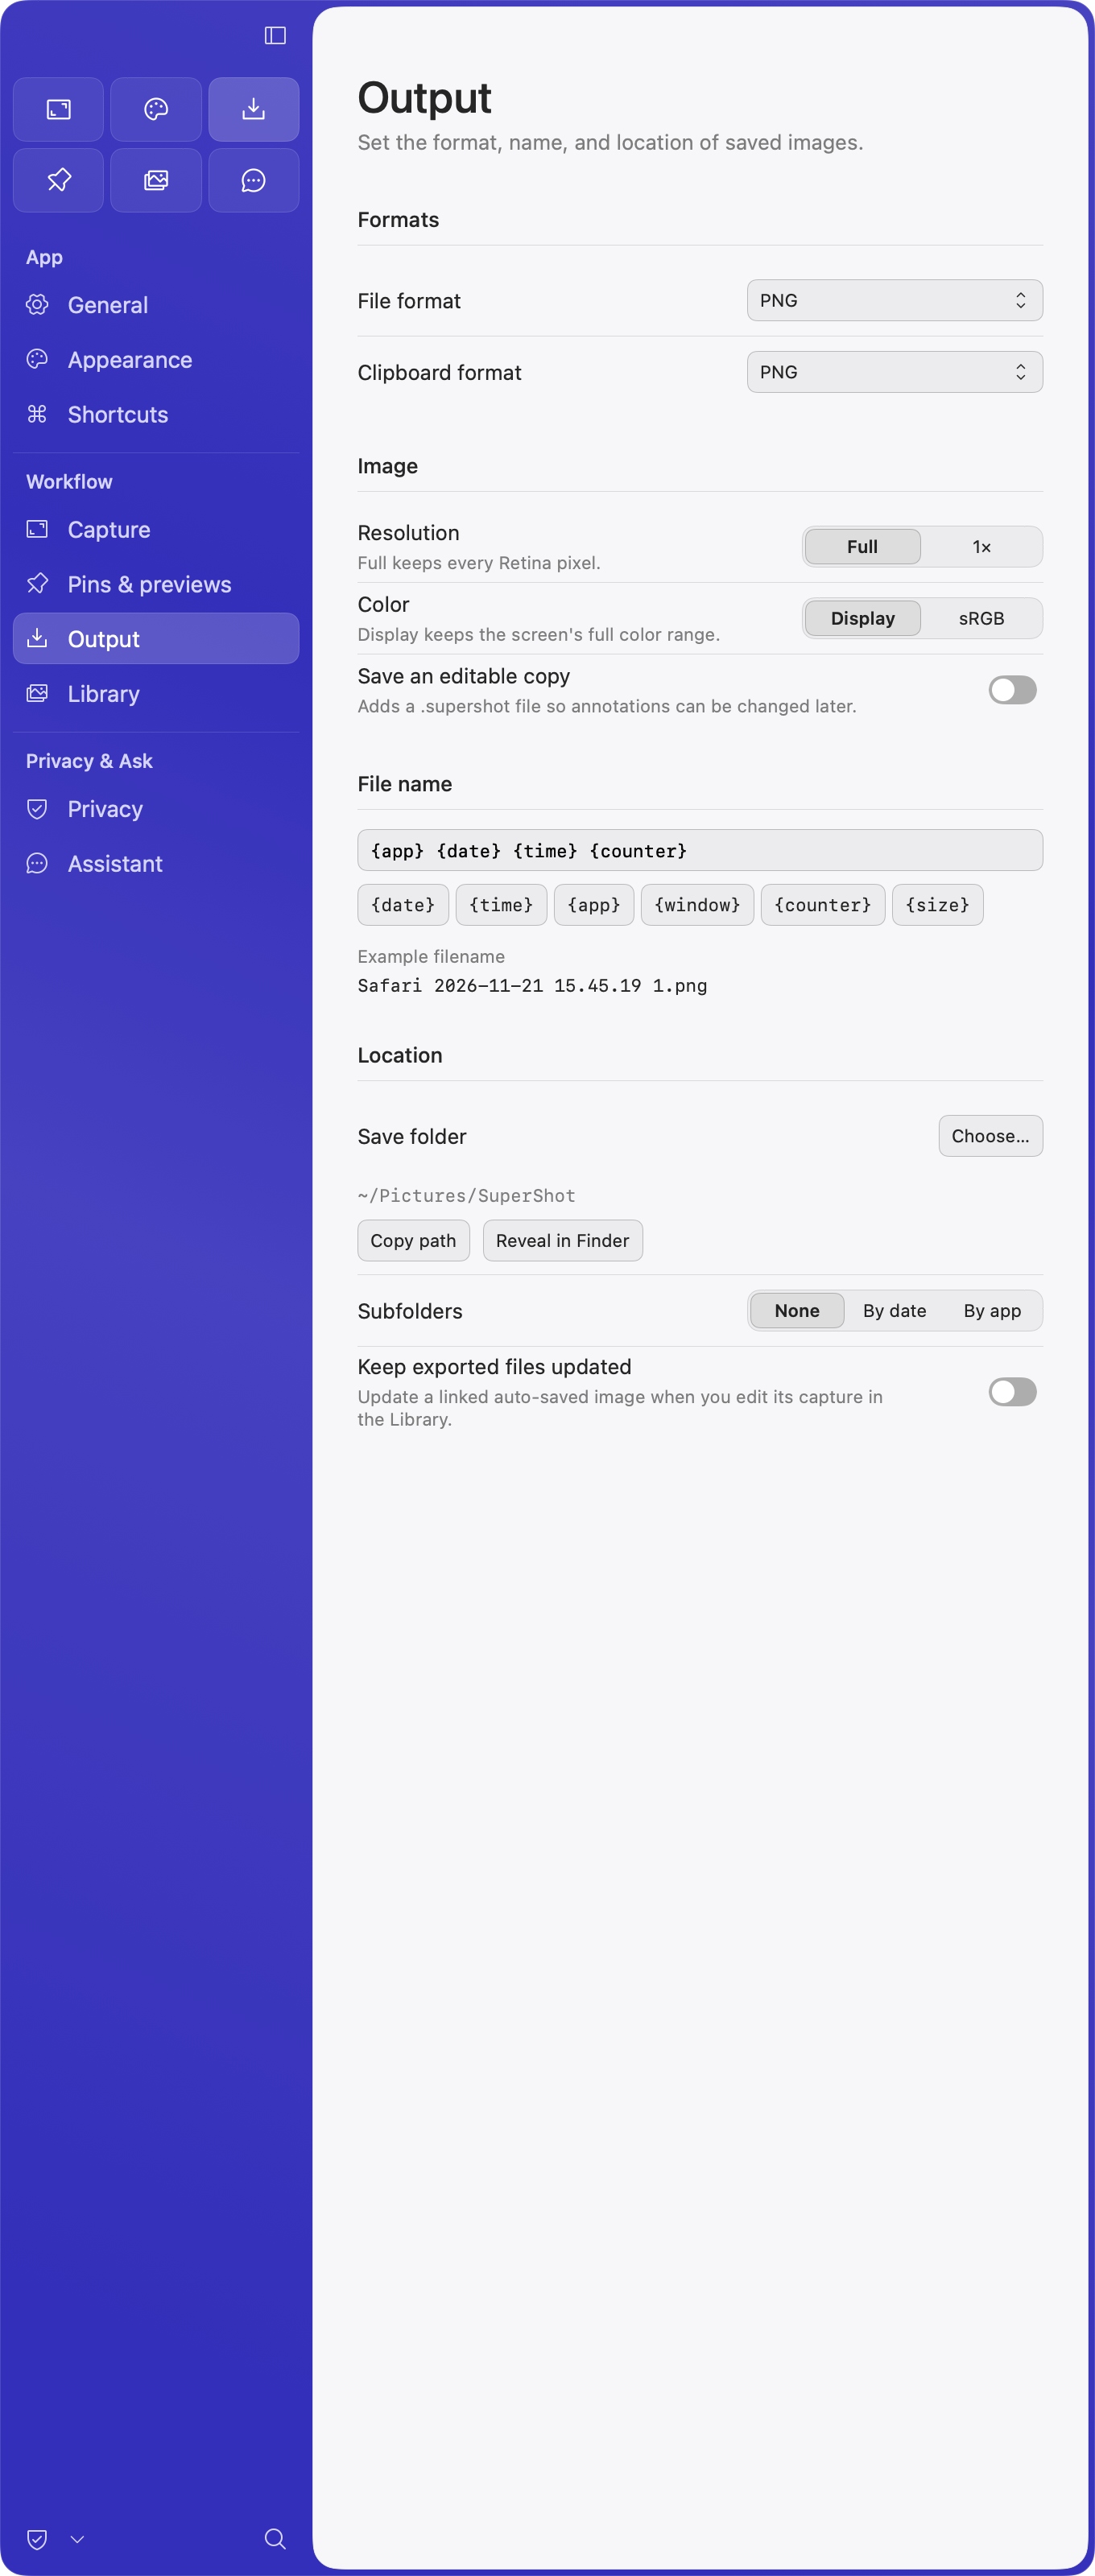 App
General
Appearance
Shortcuts
Workflow
Capture
Pins & previews
Output
Library
Privacy & Ask
Privacy
Assistant
Output
Set the format, name, and location of saved images.
Formats
File format
PNG
Clipboard format
PNG
Image
Resolution
Full keeps every Retina pixel.
Full
1×
Color
Display keeps the screen's full color range.
Display
sRGB
Save an editable copy
Adds a .supershot file so annotations can be changed later.
File name
{app} {date} {time} {counter}
{date} {time} {app} {window} {counter} {size}
Example filename
Safari 2026-11-21 15.45.19 1.png
Location
Save folder
Choose...
~/Pictures/SuperShot
Copy path
Reveal in Finder
Subfolders
None
By date
By app
Keep exported files updated
Update a linked auto-saved image when you edit its capture in
the Library.